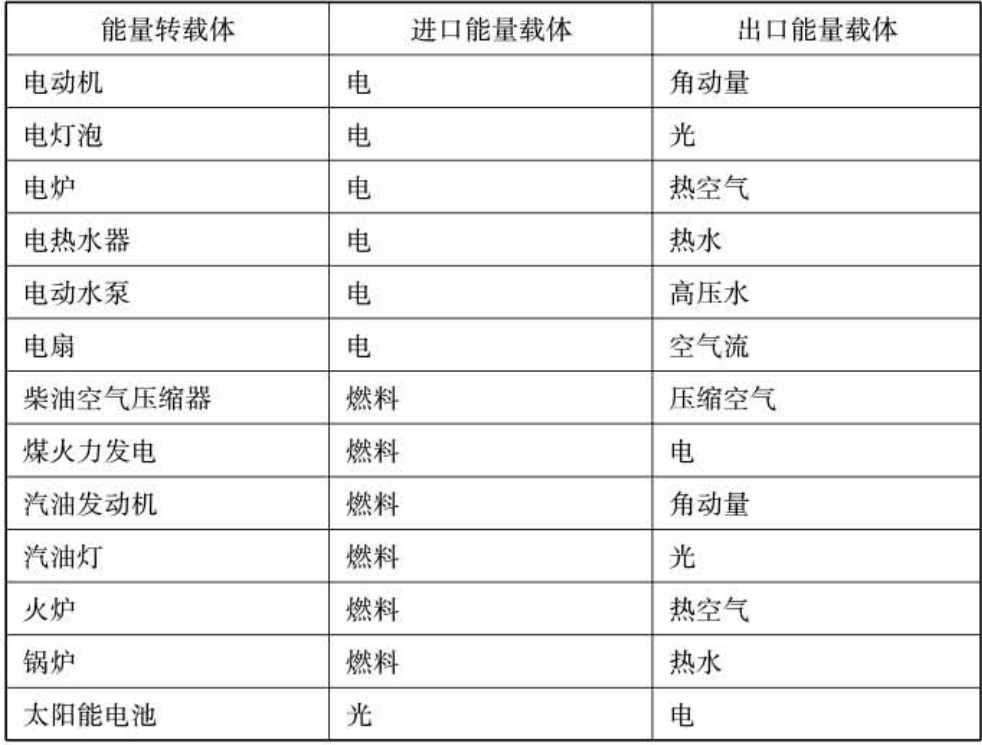 能量转载体 进口能量载体 出口能量载体
电动机 电 角动量
电灯泡 电 光
电炉 电 热空气
电热水器 电 热水
电动水泵 电 高压水
电扇 电 空气流
柴油空气压缩器 燃料 压缩空气
煤火力发电 燃料 电
汽油发动机 燃料 角动量
汽油灯 燃料 光
火炉 燃料 热空气
锅炉 燃料 热水
太阳能电池 光 电